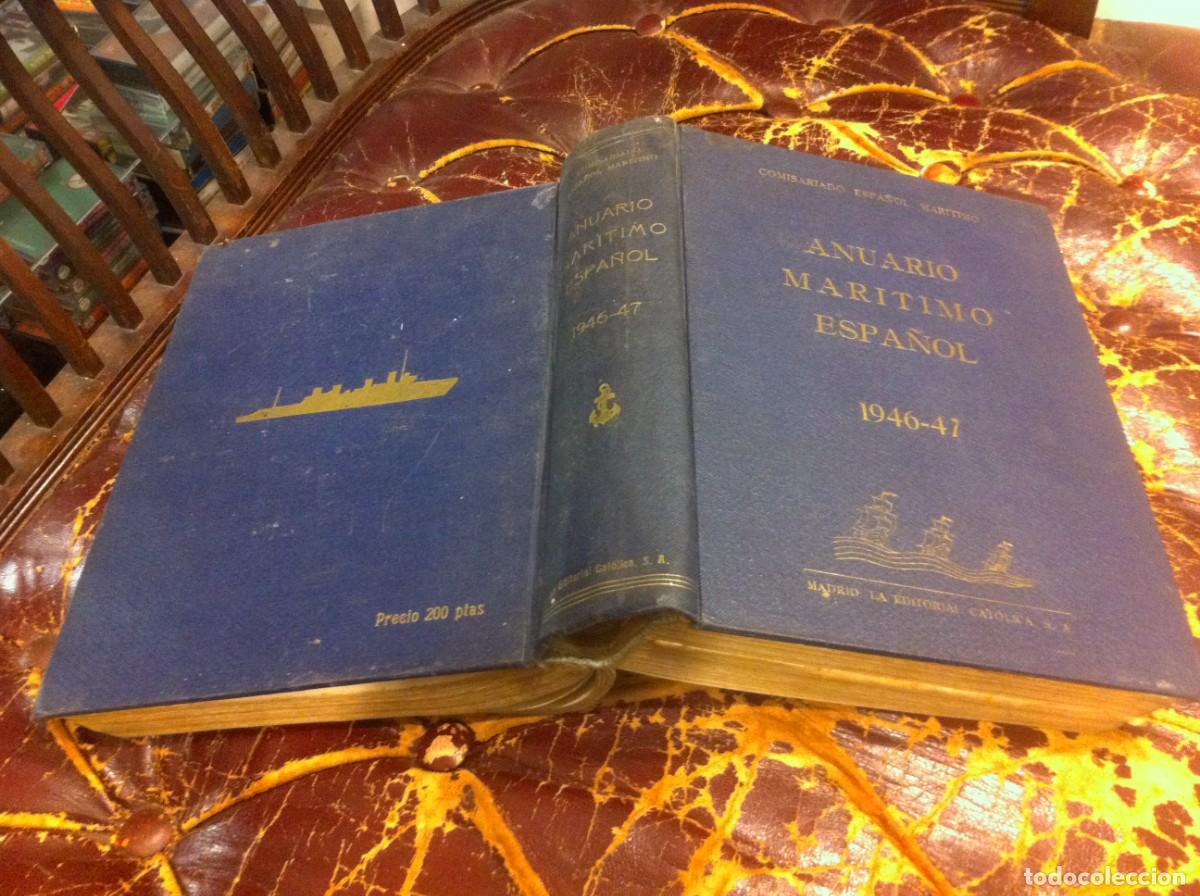 Precio 200 ptas
ANUARIO
MARITIMO
ESPAÑOL
1946-47
Editorial Católica, S. A.
COMISARIADO ESPAÑOL MARITIMO
ANUARIO
MARITIMO
ESPAÑOL
1946-47
MADRID LA EDITORIAL CATÓLICA S. A.
todocoleccion